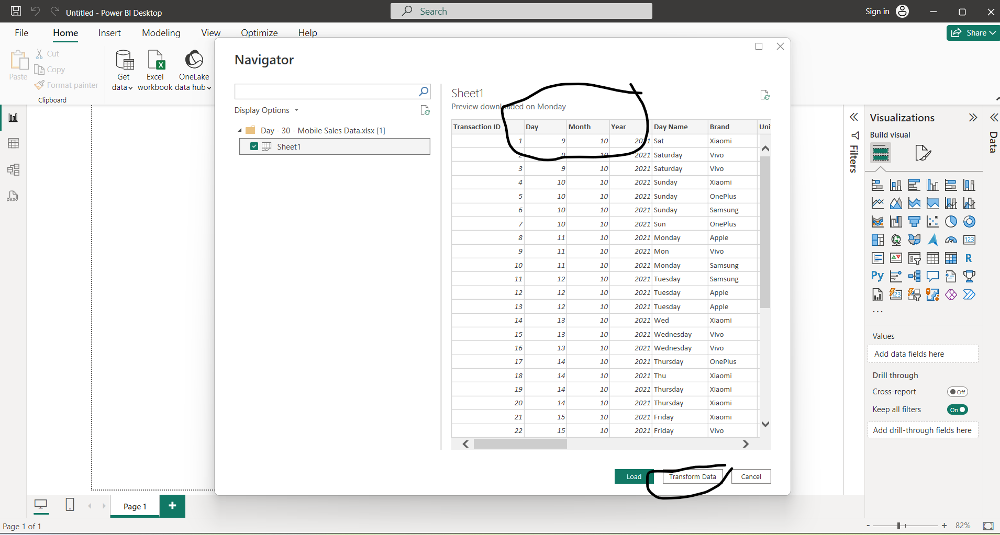 Untitled - Power BI Desktop
Search
Sign in
File Home Insert Modeling View Optimize Help
Share
Paste
Cut
Copy
Format painter
Clipboard
Get data
Excel workbook
OneLake data hub
Navigator
Display Options
Day - 30 - Mobile Sales Data.xlsx [1]
Sheet1
Sheet1
Preview downloaded on Monday
Transaction ID Day Month Year Day Name Brand Uni
1 9 10 2021 Sat Xiaomi
2 9 10 2021 Saturday Vivo
3 9 10 2021 Saturday Vivo
4 10 10 2021 Sunday Xiaomi
5 10 10 2021 Sunday OnePlus
6 10 10 2021 Sunday Samsung
7 10 10 2021 Sun OnePlus
8 11 10 2021 Monday Apple
9 11 10 2021 Mon Vivo
10 11 10 2021 Monday Samsung
11 12 10 2021 Tuesday Samsung
12 12 10 2021 Tuesday Apple
13 12 10 2021 Tuesday Apple
14 13 10 2021 Wed Xiaomi
15 13 10 2021 Wednesday Vivo
16 13 10 2021 Wednesday Vivo
17 14 10 2021 Thursday OnePlus
18 14 10 2021 Thu Xiaomi
19 14 10 2021 Thursday Xiaomi
20 14 10 2021 Thursday Xiaomi
21 15 10 2021 Friday Xiaomi
22 15 10 2021 Friday Vivo
Load Transform Data Cancel
Filters
Visualizations
Build visual
123
R
Py
123
...
Values
Add data fields here
Drill through
Cross-report Off
Keep all filters On
Add drill-through fields here
Data
DAX
Page 1
+
Page 1 of 1
- + 82%